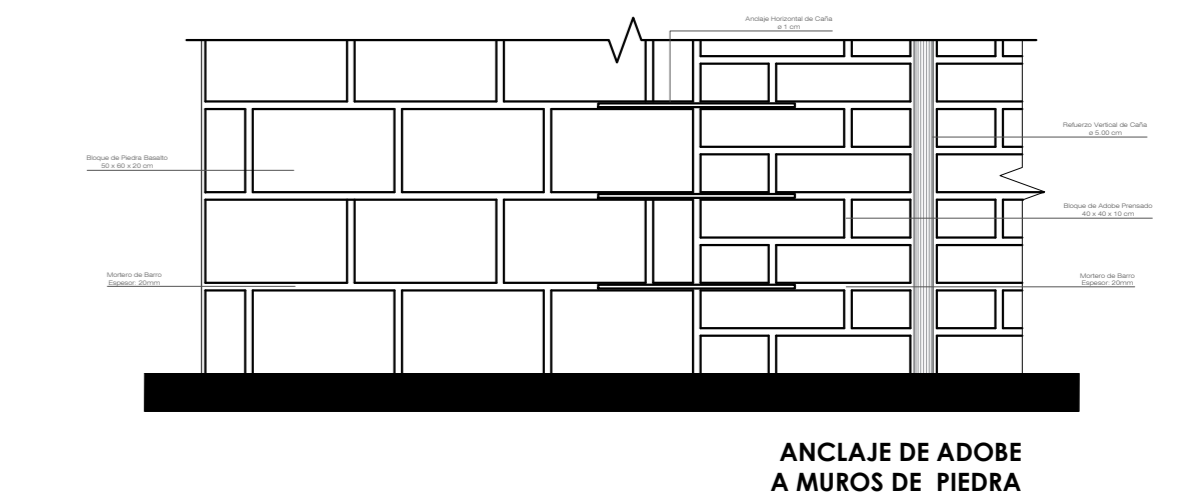 Anclaje Horizontal de Caña
ø 1 cm
Refuerzo Vertical de Caña
ø 5.00 cm
Bloque de Piedra Basalto
50 x 60 x 20 cm
Bloque de Adobe Prensado
40 x 40 x 10 cm
Mortero de Barro
Espesor: 20mm
Mortero de Barro
Espesor: 20mm
ANCLAJE DE ADOBE
A MUROS DE PIEDRA